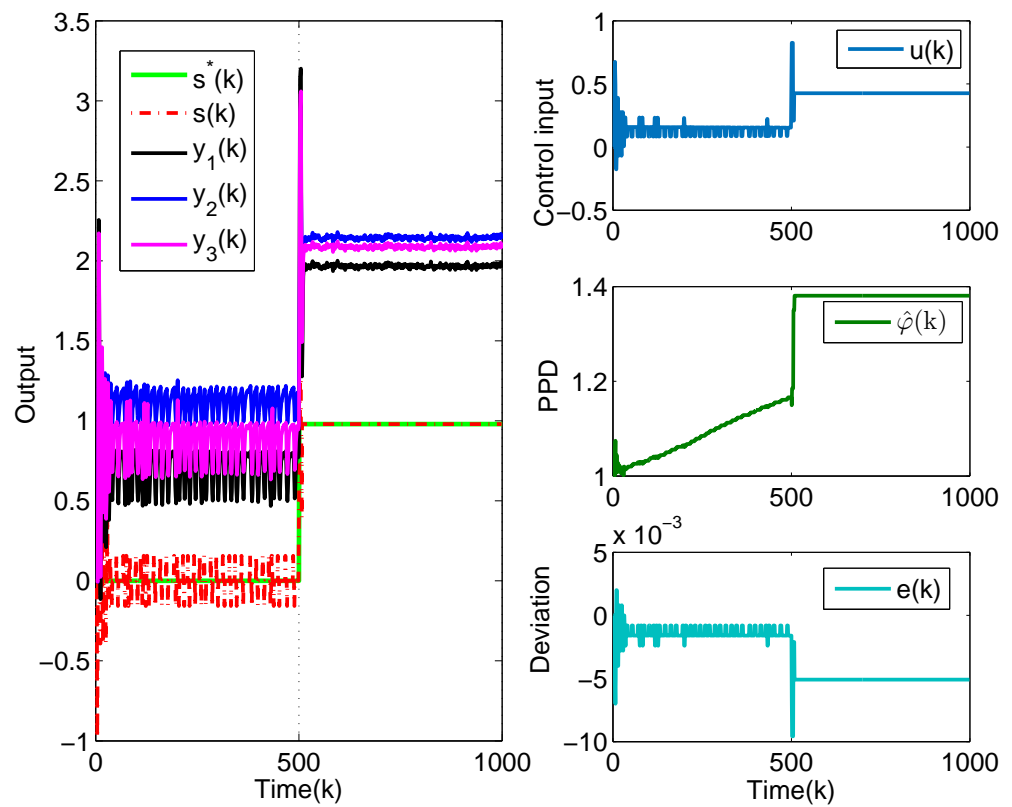 3.5
3
2.5
2
1.5
1
0.5
0
−0.5
−1
0
500
1000
Output
Time(k)
s*(k)
s(k)
y1(k)
y2(k)
y3(k)
1
0.5
0
−0.5
0
500
1000
Control input
u(k)
1.4
1.2
1
0
500
1000
PPD
φ̂(k)
x 10−3
5
0
−5
−10
0
500
1000
Deviation
Time(k)
e(k)